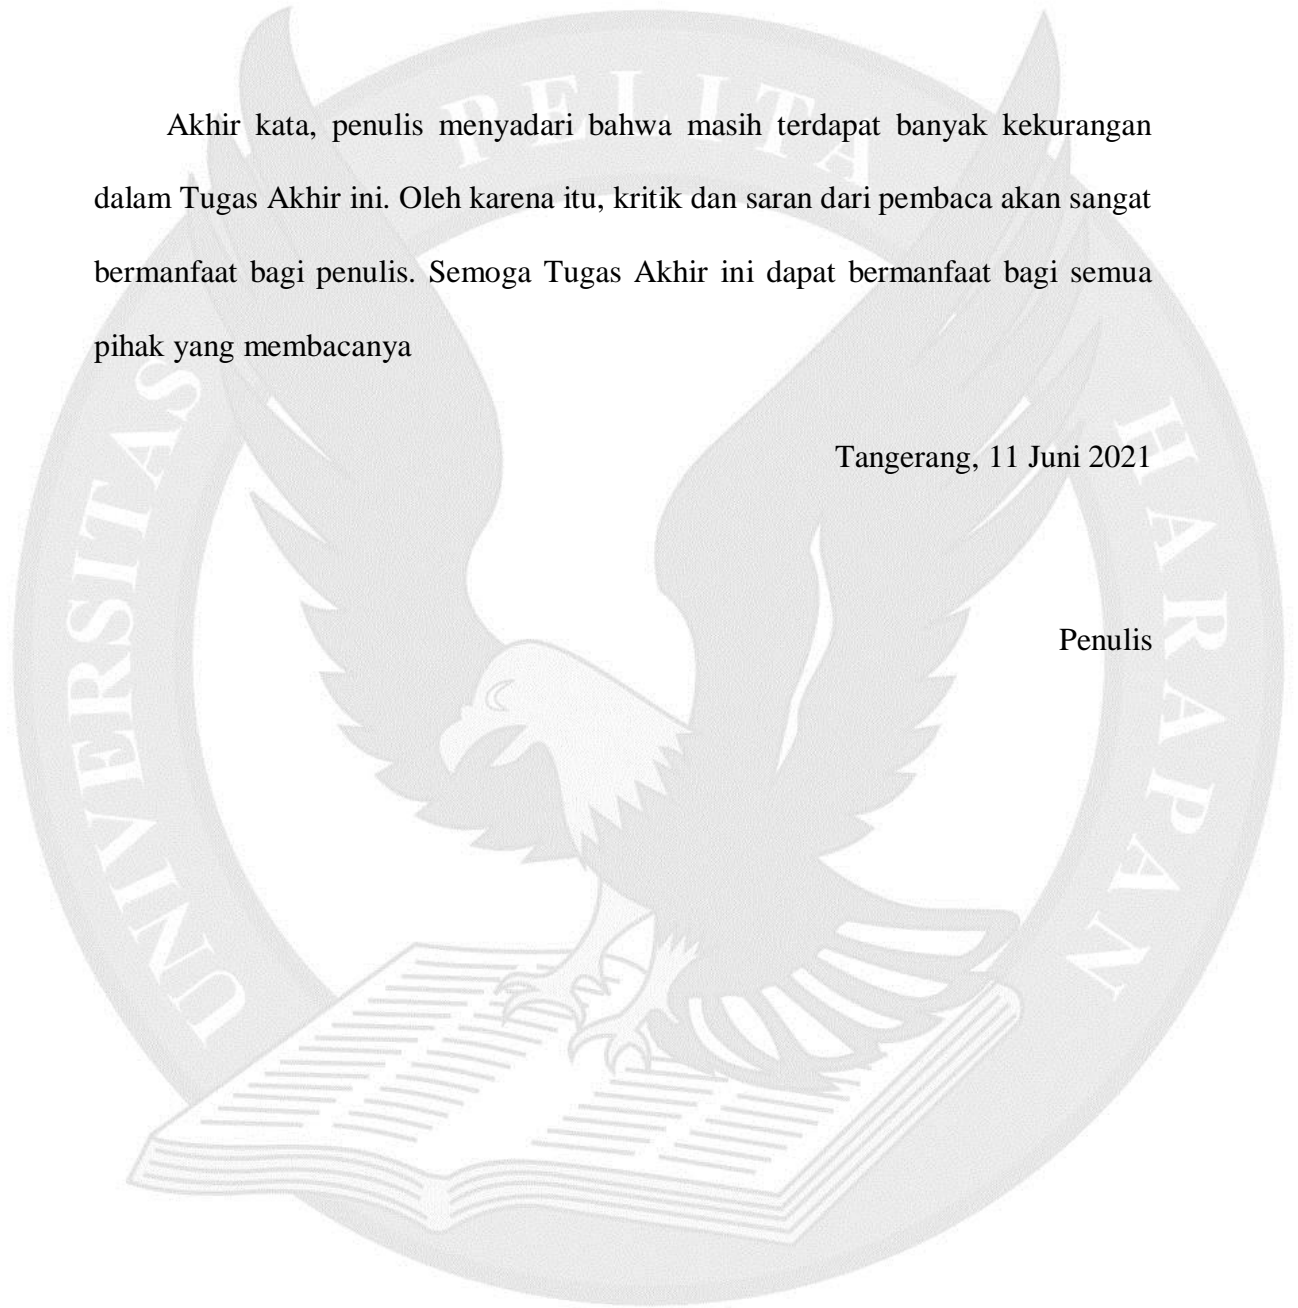 Akhir kata, penulis menyadari bahwa masih terdapat banyak kekurangan
dalam Tugas Akhir ini. Oleh karena itu, kritik dan saran dari pembaca akan sangat
bermanfaat bagi penulis. Semoga Tugas Akhir ini dapat bermanfaat bagi semua
pihak yang membacanya
Tangerang, 11 Juni 2021
Penulis
UNIVERSITAS
PELITA
HARAPAN